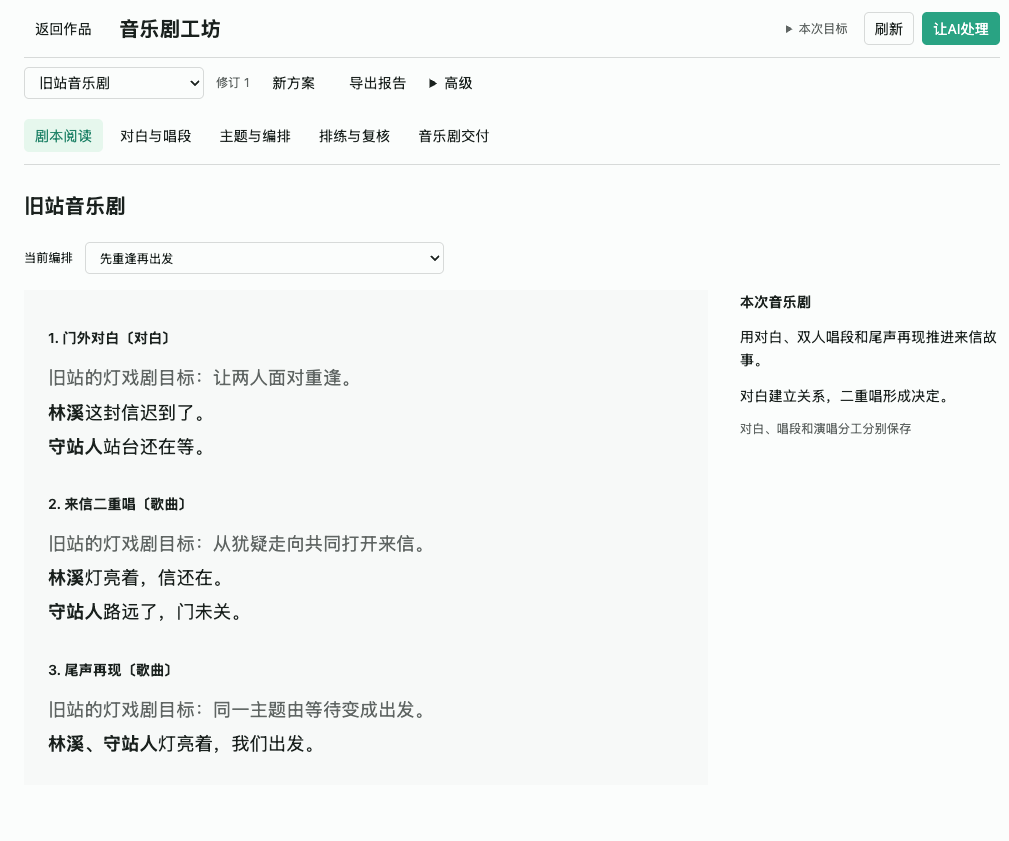 返回作品
音乐剧工坊
▶ 本次目标
刷新
让AI处理
旧站音乐剧
修订 1
新方案
导出报告
▶ 高级
剧本阅读
对白与唱段
主题与编排
排练与复核
音乐剧交付
旧站音乐剧
当前编排
先重逢再出发
1. 门外对白〔对白〕
旧站的灯戏剧目标：让两人面对重逢。
林溪这封信迟到了。
守站人站台还在等。
2. 来信二重唱〔歌曲〕
旧站的灯戏剧目标：从犹疑走向共同打开来信。
林溪灯亮着，信还在。
守站人路远了，门未关。
3. 尾声再现〔歌曲〕
旧站的灯戏剧目标：同一主题由等待变成出发。
林溪、守站人灯亮着，我们出发。
本次音乐剧
用对白、双人唱段和尾声再现推进来信故
事。
对白建立关系，二重唱形成决定。
对白、唱段和演唱分工分别保存